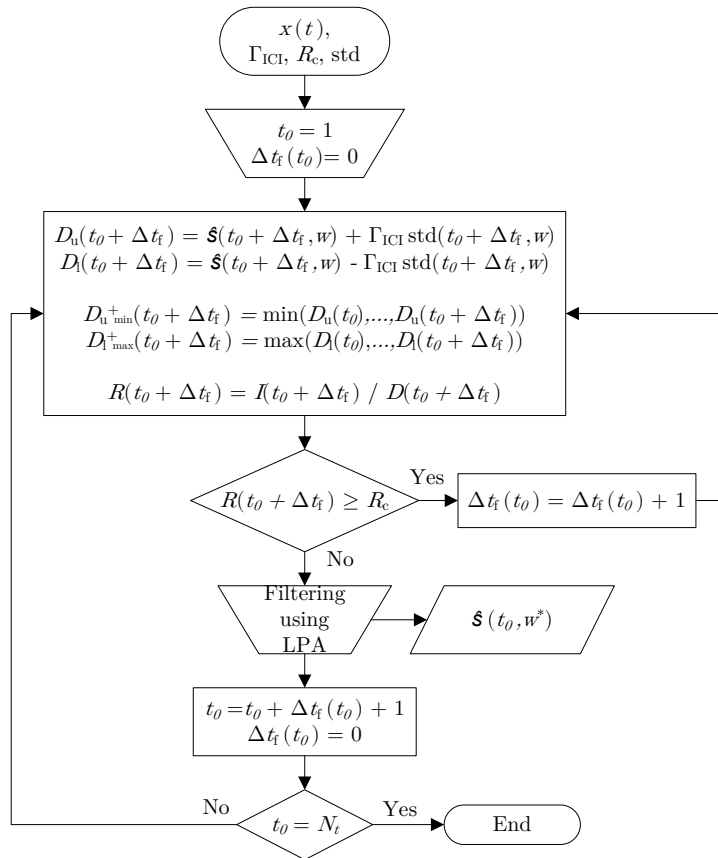 x(t),
Γ_ICI, R_c, std
t_0 = 1
Δt_f(t_0) = 0
D_u(t_0 + Δt_f) = ŝ(t_0 + Δt_f, w) + Γ_ICI std(t_0 + Δt_f, w)
D_l(t_0 + Δt_f) = ŝ(t_0 + Δt_f, w) - Γ_ICI std(t_0 + Δt_f, w)
D_u^+_min(t_0 + Δt_f) = min(D_u(t_0),...,D_u(t_0 + Δt_f))
D_l^+_max(t_0 + Δt_f) = max(D_l(t_0),...,D_l(t_0 + Δt_f))
R(t_0 + Δt_f) = I(t_0 + Δt_f) / D(t_0 + Δt_f)
R(t_0 + Δt_f) ≥ R_c
Yes
Δt_f(t_0) = Δt_f(t_0) + 1
No
Filtering
using
LPA
ŝ(t_0, w*)
t_0 = t_0 + Δt_f(t_0) + 1
Δt_f(t_0) = 0
No
t_0 = N_t
Yes
End